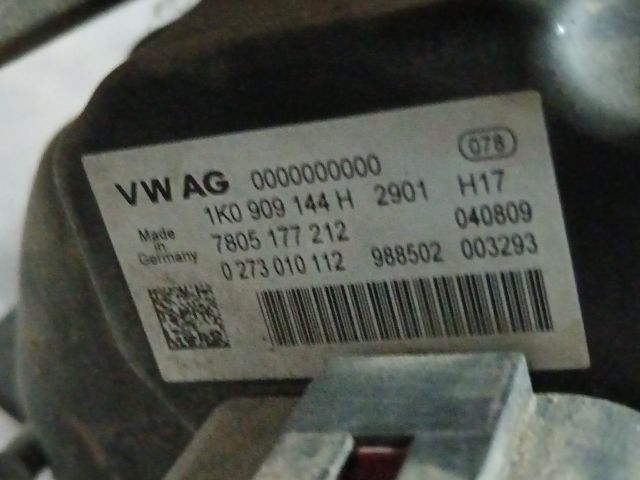 VW AG 0000000000 078
1K0 909 144 H 2901 H17
Made in Germany
7805 177 212 040809
0 273 010 112 988502 003293